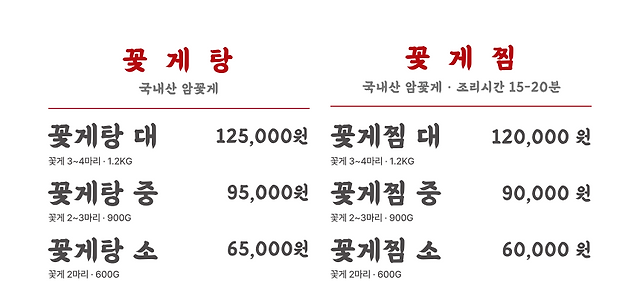 꽃게탕
국내산 암꽃게
꽃게탕 대 125,000원
꽃게 3~4마리 · 1.2KG
꽃게탕 중 95,000원
꽃게 2~3마리 · 900G
꽃게탕 소 65,000원
꽃게 2마리 · 600G
꽃게찜
국내산 암꽃게 · 조리시간 15-20분
꽃게찜 대 120,000 원
꽃게 3~4마리 · 1.2KG
꽃게찜 중 90,000 원
꽃게 2~3마리 · 900G
꽃게찜 소 60,000 원
꽃게 2마리 · 600G